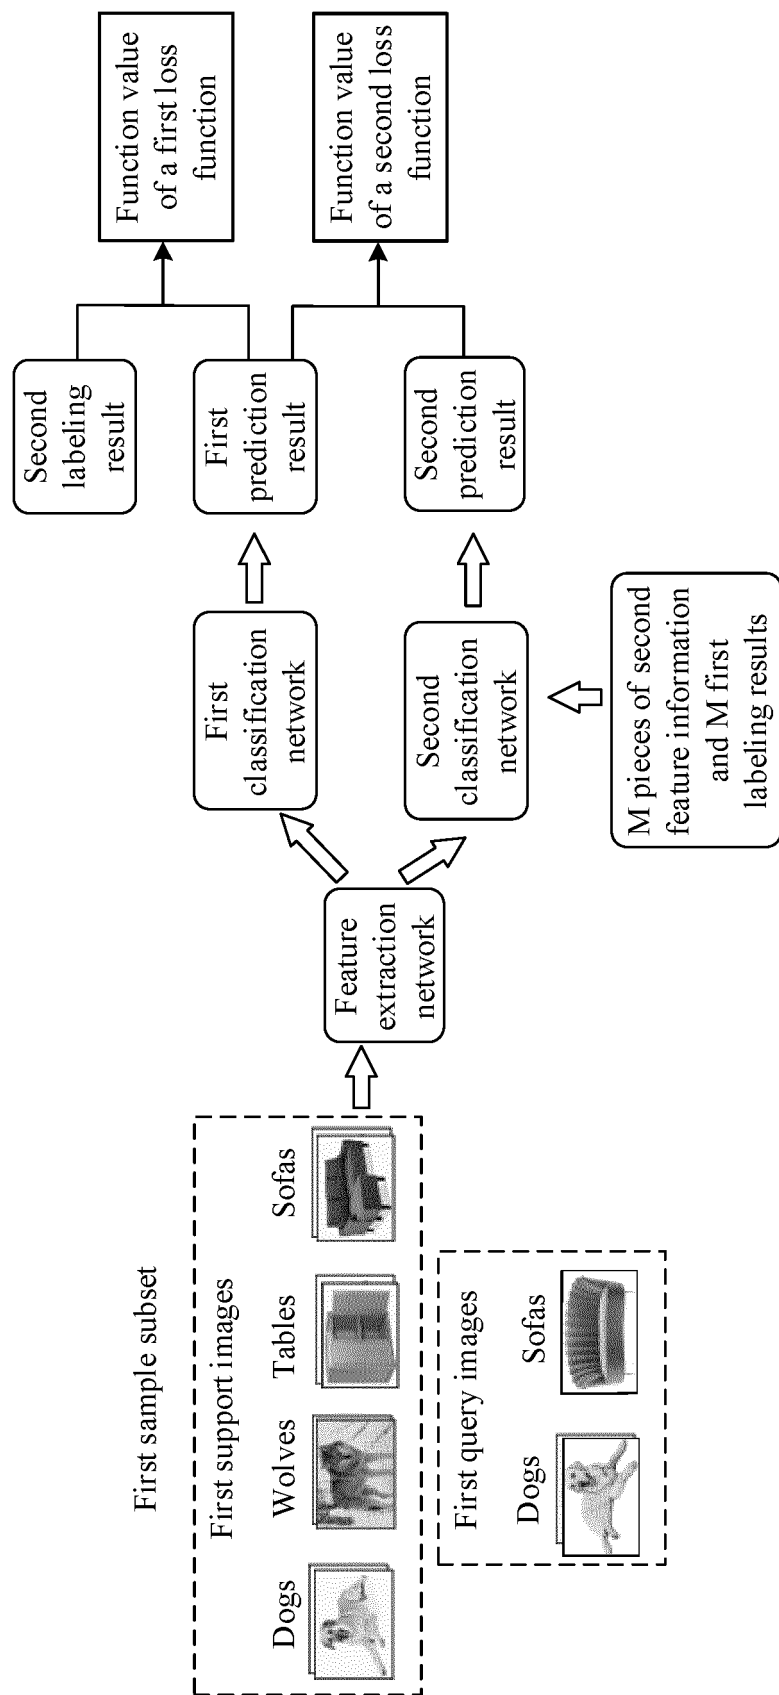 First sample subset
First support images
Dogs
Wolves
Tables
Sofas
First query images
Dogs
Sofas
Feature
extraction
network
First
classification
network
Second
classification
network
M pieces of second
feature information
and M first
labeling results
Second
labeling
result
First
prediction
result
Second
prediction
result
Function value
of a first loss
function
Function value
of a second loss
function